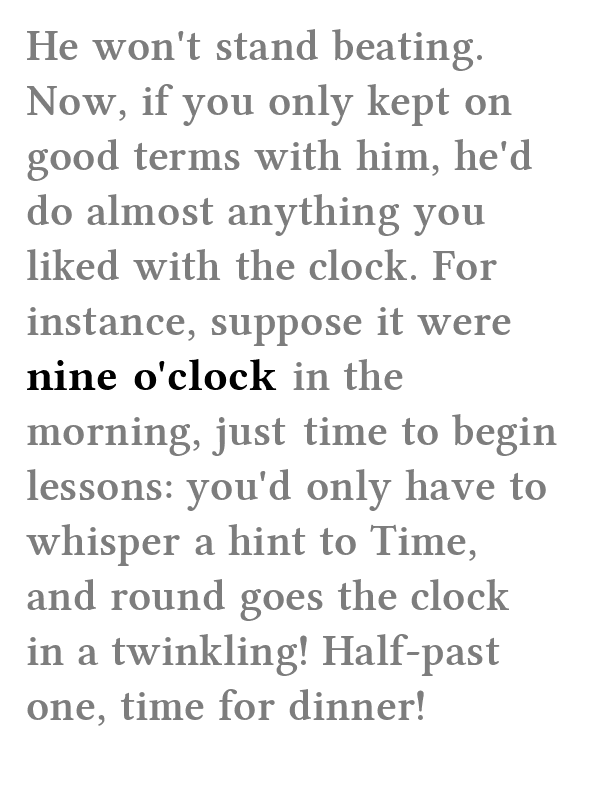 He won't stand beating.
Now, if you only kept on
good terms with him, he'd
do almost anything you
liked with the clock. For
instance, suppose it were
nine o'clock in the
morning, just time to begin
lessons: you'd only have to
whisper a hint to Time,
and round goes the clock
in a twinkling! Half-past
one, time for dinner!